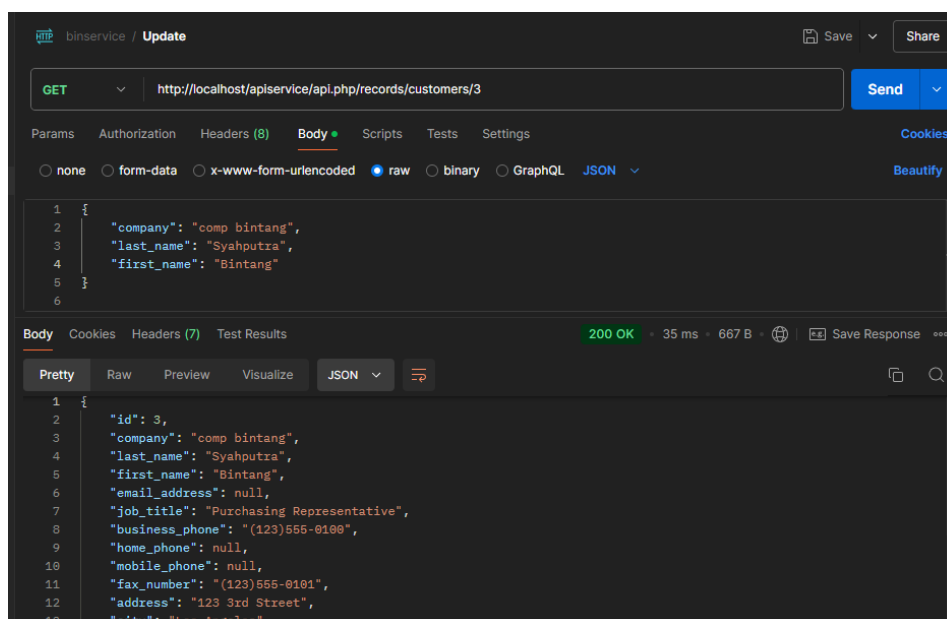 HTTP binservice / Update Save Share
GET http://localhost/apiservice/api.php/records/customers/3 Send
Params Authorization Headers (8) Body Scripts Tests Settings Cookies
none form-data x-www-form-urlencoded raw binary GraphQL JSON Beautify
1 {
2 "company": "comp bintang",
3 "last_name": "Syahputra",
4 "first_name": "Bintang"
5 }
6
Body Cookies Headers (7) Test Results 200 OK 35 ms 667 B e.g. Save Response
Pretty Raw Preview Visualize JSON
1 {
2 "id": 3,
3 "company": "comp bintang",
4 "last_name": "Syahputra",
5 "first_name": "Bintang",
6 "email_address": null,
7 "job_title": "Purchasing Representative",
8 "business_phone": "(123)555-0100",
9 "home_phone": null,
10 "mobile_phone": null,
11 "fax_number": "(123)555-0101",
12 "address": "123 3rd Street",